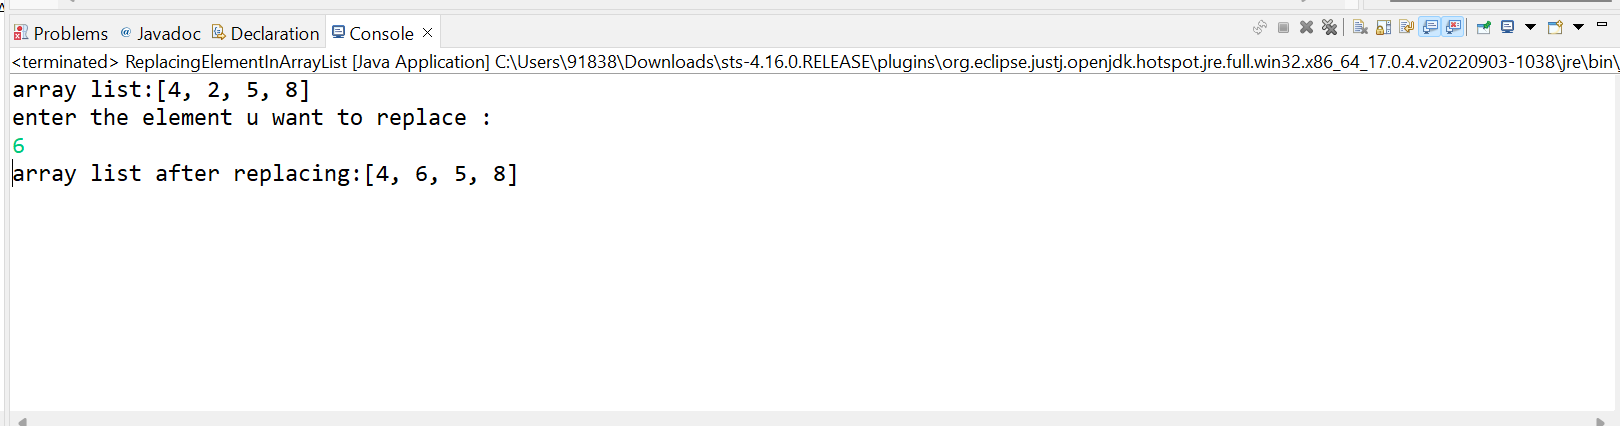 Problems @ Javadoc Declaration Console
<terminated> ReplacingElementInArrayList [Java Application] C:\Users\91838\Downloads\sts-4.16.0.RELEASE\plugins\org.eclipse.justj.openjdk.hotspot.jre.full.win32.x86_64_17.0.4.v20220903-1038\jre\bin\
array list:[4, 2, 5, 8]
enter the element u want to replace :
6
array list after replacing:[4, 6, 5, 8]